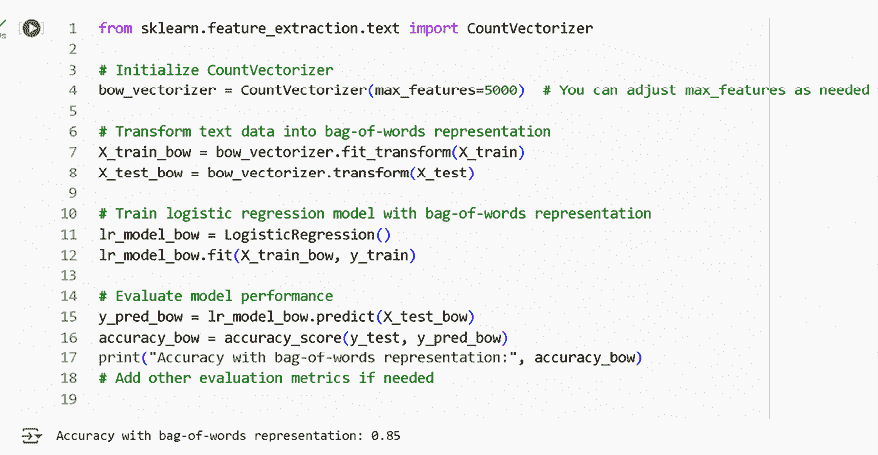 1 from sklearn.feature_extraction.text import CountVectorizer
2
3 # Initialize CountVectorizer
4 bow_vectorizer = CountVectorizer(max_features=5000)  # You can adjust max_features as needed
5
6 # Transform text data into bag-of-words representation
7 X_train_bow = bow_vectorizer.fit_transform(X_train)
8 X_test_bow = bow_vectorizer.transform(X_test)
9
10 # Train logistic regression model with bag-of-words representation
11 lr_model_bow = LogisticRegression()
12 lr_model_bow.fit(X_train_bow, y_train)
13
14 # Evaluate model performance
15 y_pred_bow = lr_model_bow.predict(X_test_bow)
16 accuracy_bow = accuracy_score(y_test, y_pred_bow)
17 print("Accuracy with bag-of-words representation:", accuracy_bow)
18 # Add other evaluation metrics if needed
19
Accuracy with bag-of-words representation: 0.85